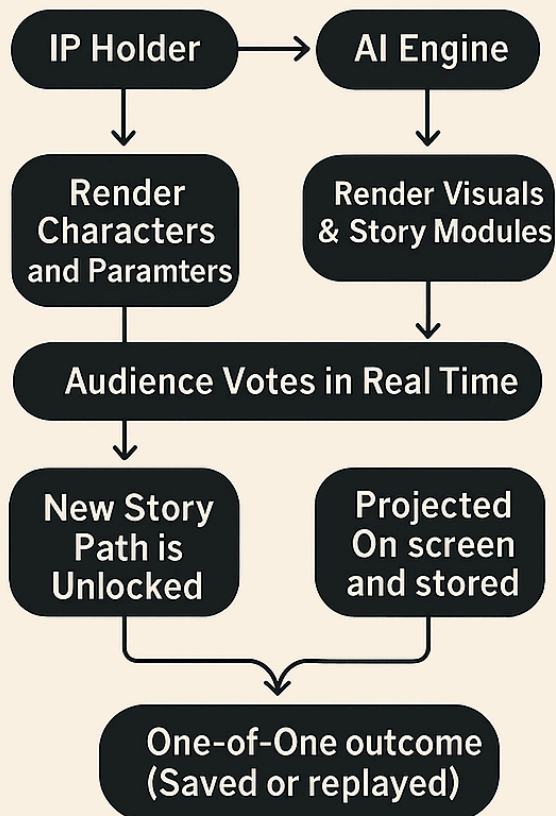 IP Holder
AI Engine
Render
Characters
and Paramters
Render Visuals
& Story Modules
Audience Votes in Real Time
New Story
Path is
Unlocked
Projected
On screen
and stored
One-of-One outcome
(Saved or replayed)